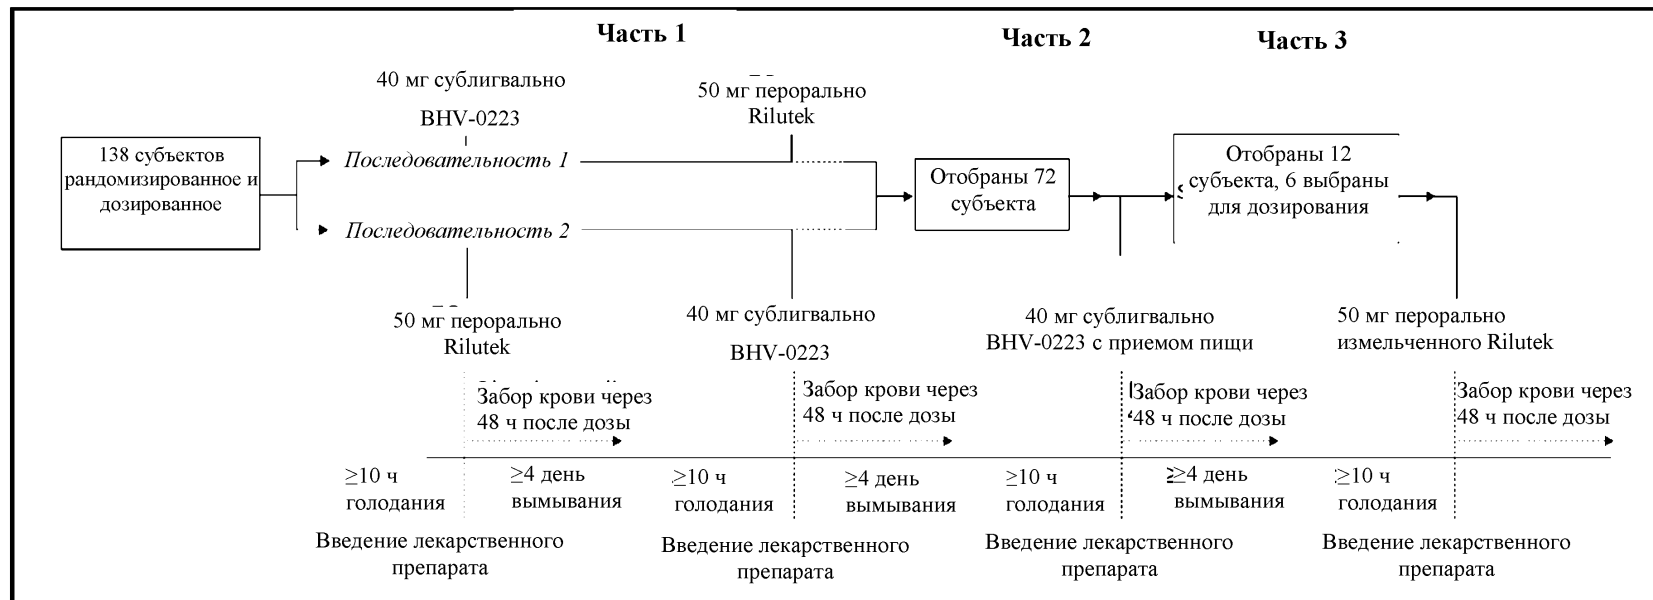 Часть 1
Часть 2
Часть 3
40 мг сублигвально
BHV-0223
50 мг перорально
Rilutek
138 субъектов
рандомизированное и
дозированное
Последовательность 1
Последовательность 2
Отобраны 72
субъекта
Отобраны 12
субъекта, 6 выбраны
для дозирования
50 мг перорально
Rilutek
40 мг сублигвально
BHV-0223
40 мг сублигвально
BHV-0223 с приемом пищи
50 мг перорально
измельченного Rilutek
Забор крови через
48 ч после дозы
Забор крови через
48 ч после дозы
Забор крови через
48 ч после дозы
Забор крови через
48 ч после дозы
≥10 ч
голодания
≥4 день
вымывания
≥10 ч
голодания
≥4 день
вымывания
≥10 ч
голодания
≥4 день
вымывания
≥10 ч
голодания
Введение лекарственного
препарата
Введение лекарственного
препарата
Введение лекарственного
препарата
Введение лекарственного
препарата